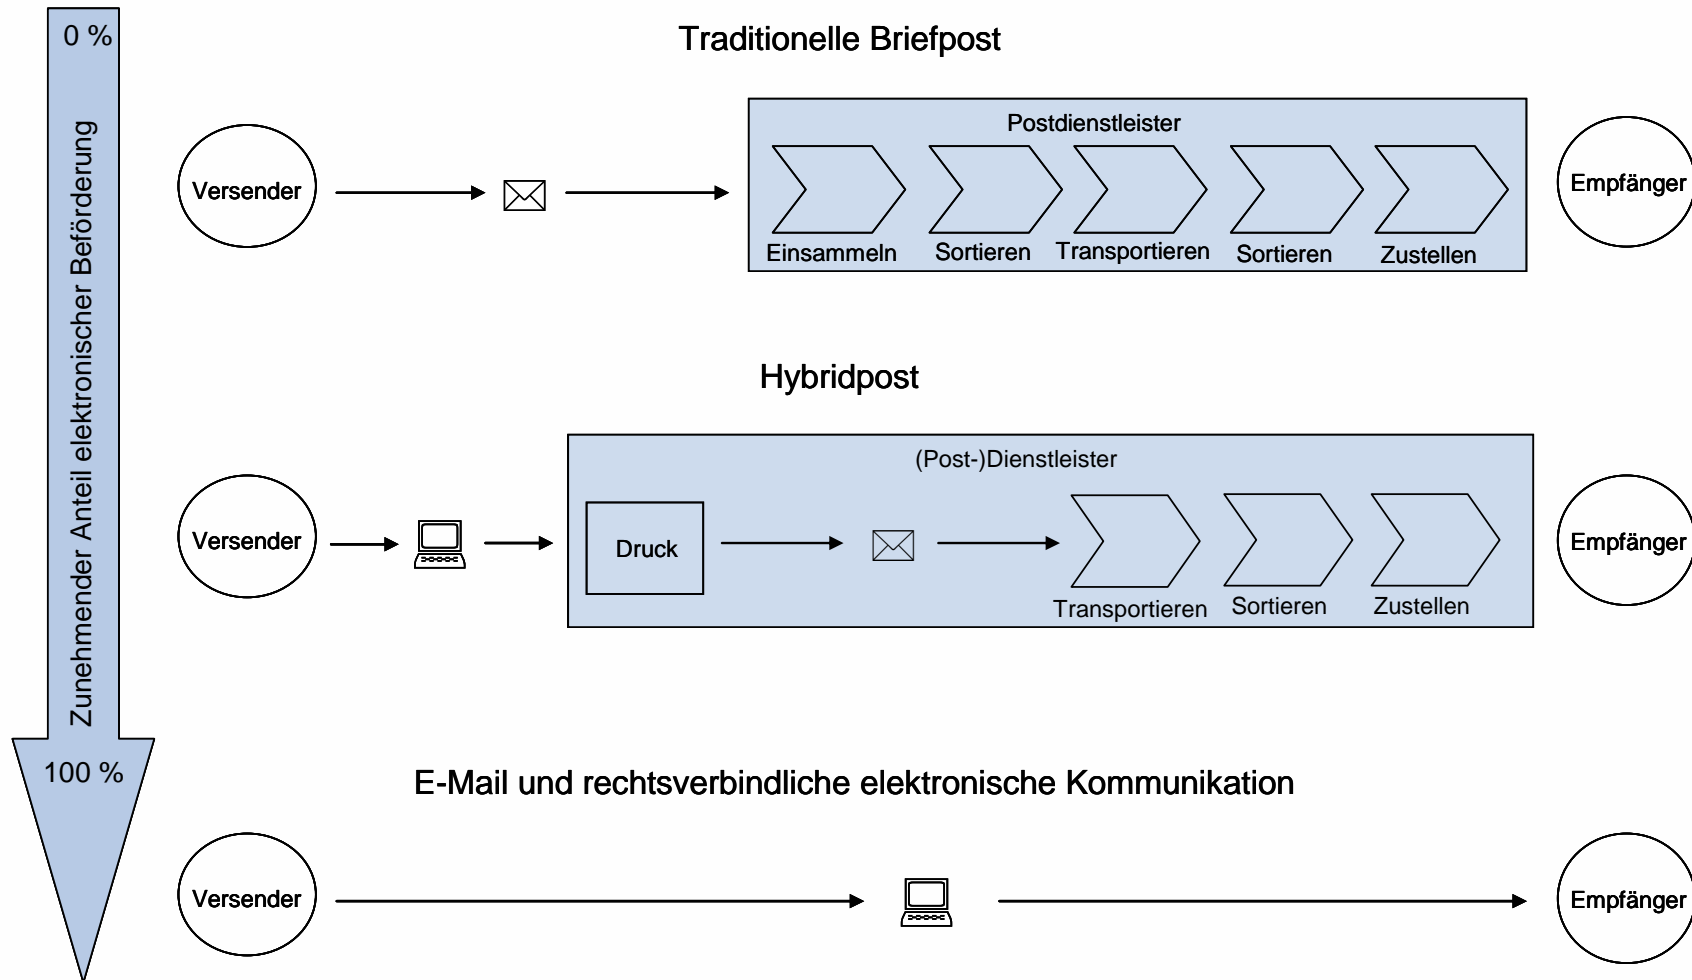 0 %
Zunehmender Anteil elektronischer Beförderung
100 %
Traditionelle Briefpost
Versender
Postdienstleister
Einsammeln
Sortieren
Transportieren
Sortieren
Zustellen
Empfänger
Hybridpost
Versender
(Post-)Dienstleister
Druck
Transportieren
Sortieren
Zustellen
Empfänger
E-Mail und rechtsverbindliche elektronische Kommunikation
Versender
Empfänger